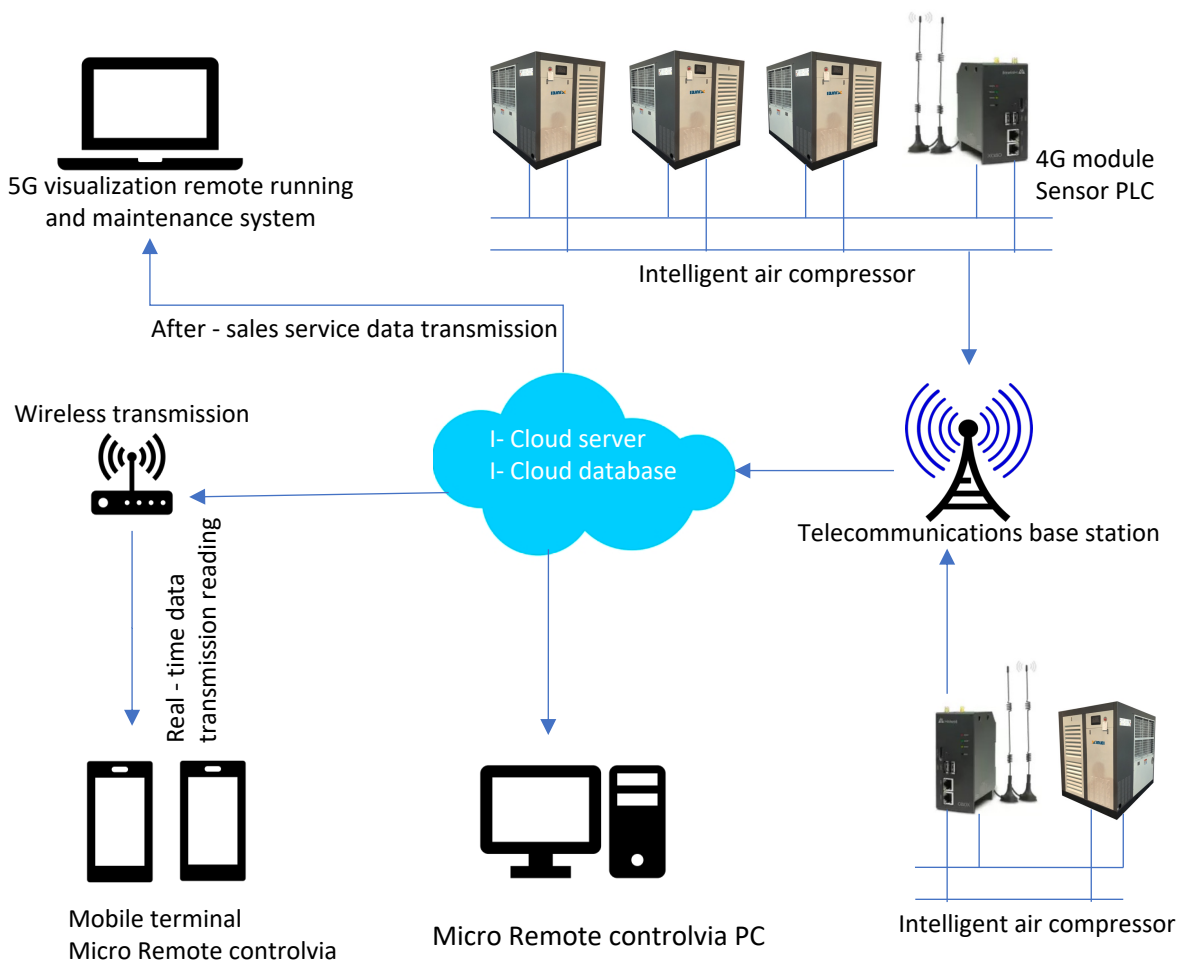 5G visualization remote running
and maintenance system
4G module
Sensor PLC
Intelligent air compressor
After - sales service data transmission
Wireless transmission
I- Cloud server
I- Cloud database
Telecommunications base station
Real - time data
transmission reading
Mobile terminal
Micro Remote controlvia
Micro Remote controlvia PC
Intelligent air compressor